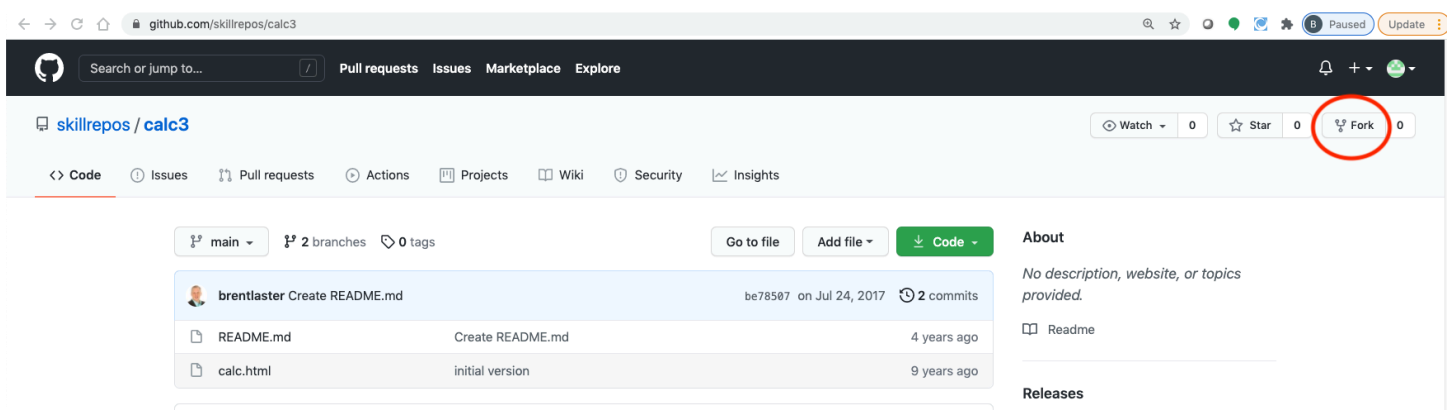 github.com/skillrepos/calc3 B Paused Update
Search or jump to... / Pull requests Issues Marketplace Explore
skillrepos / calc3 Watch 0 Star 0 Fork 0
<> Code Issues Pull requests Actions Projects Wiki Security Insights
main 2 branches 0 tags Go to file Add file Code About
No description, website, or topics
provided.
brentlaster Create README.md be78507 on Jul 24, 2017 2 commits
Readme
README.md Create README.md 4 years ago
calc.html initial version 9 years ago
Releases